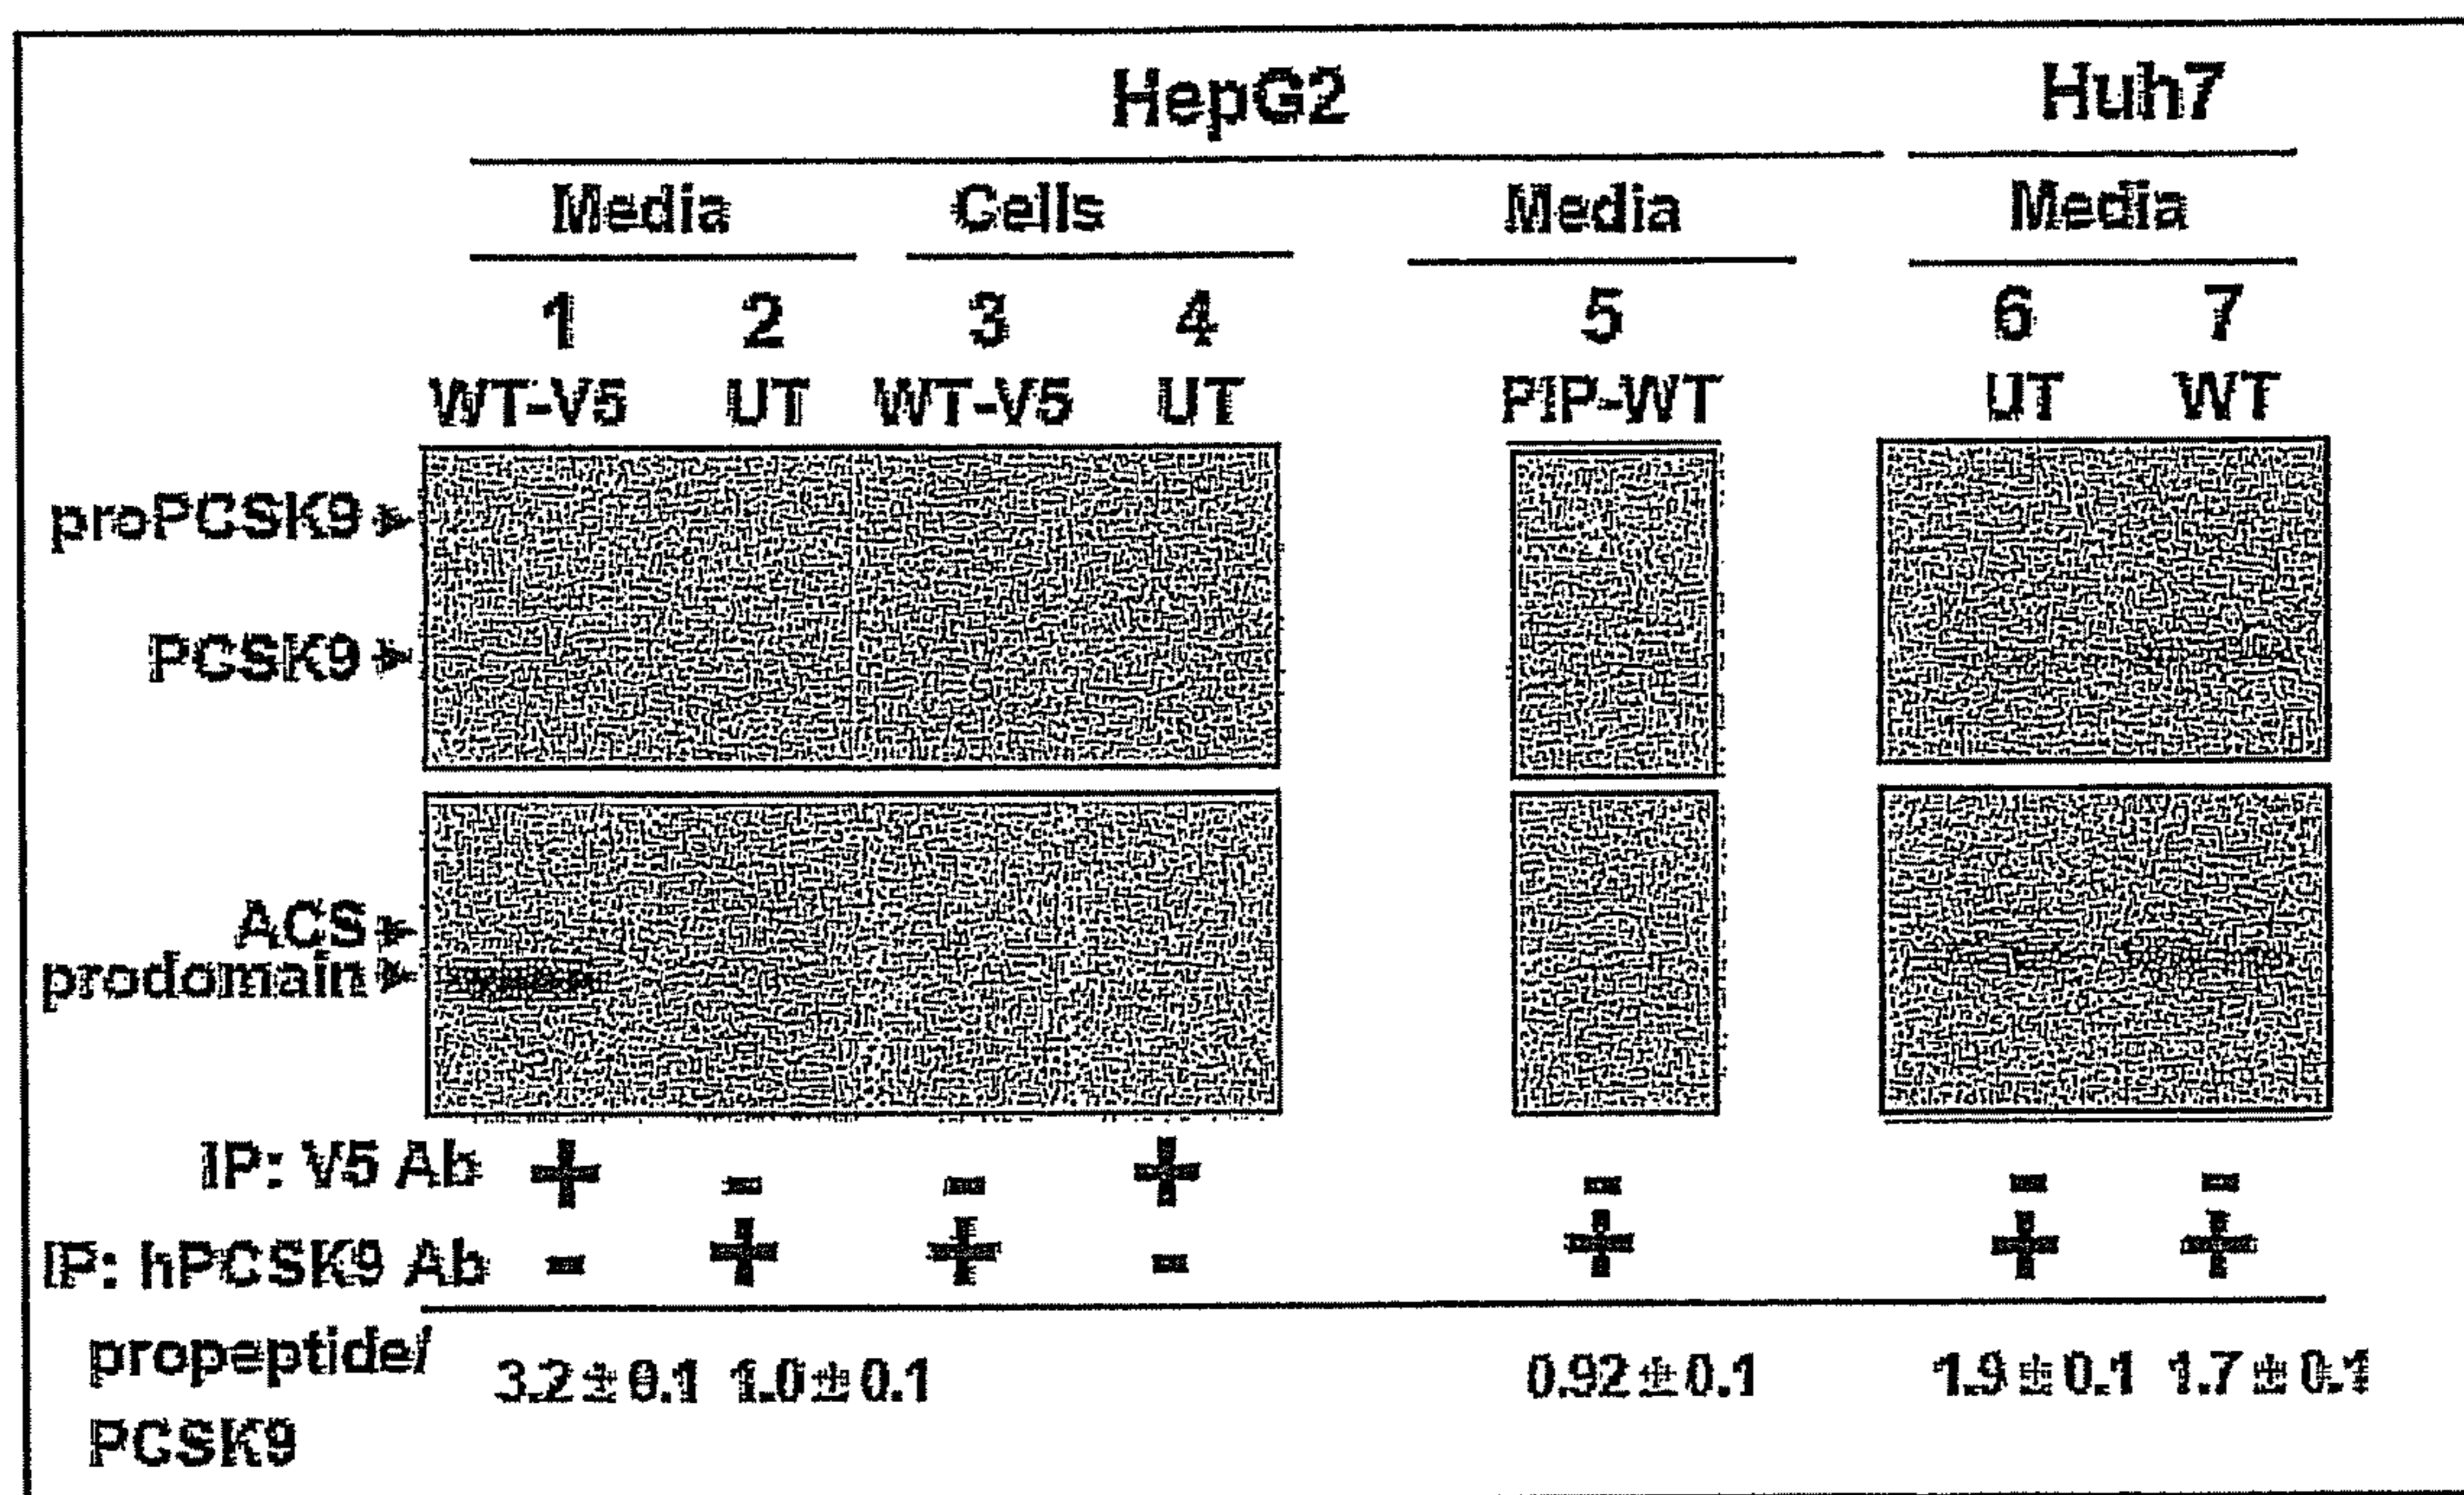 HepG2 Huh7
Media Cells Media Media
1 2 3 4 5 6 7
WT-V5 UT WT-V5 UT PIP-WT UT WT
proPCSK9
PCSK9
ACS
prodomain
IP: V5 Ab + - - + - - -
IP: hPCSK9 Ab - + + - + + +
propeptide/
3.2 ± 0.1 1.0 ± 0.1 0.92 ± 0.1 1.9 ± 0.1 1.7 ± 0.1
PCSK9